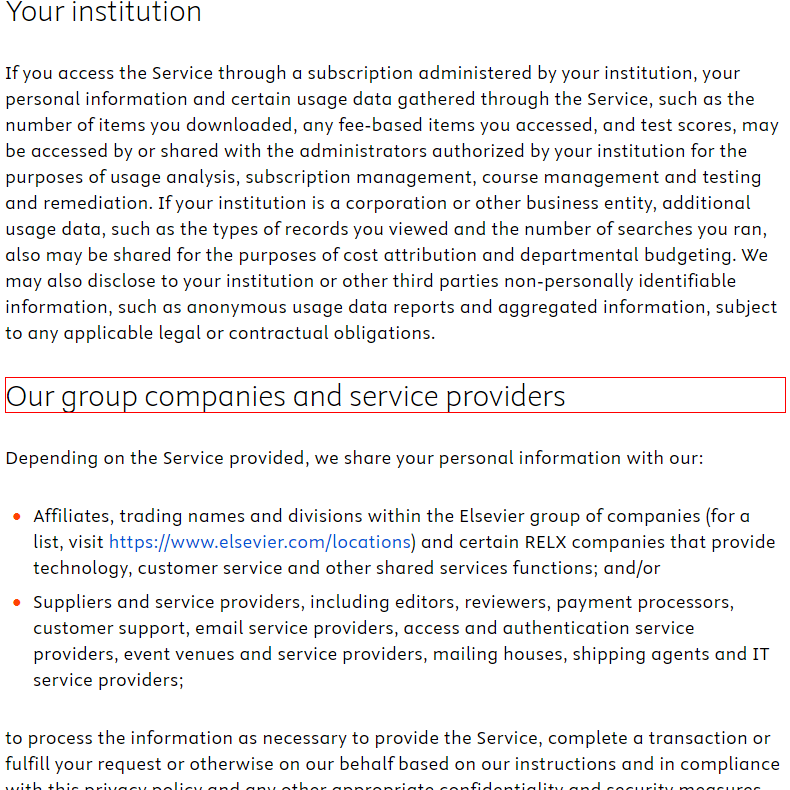 Your institution
If you access the Service through a subscription administered by your institution, your
personal information and certain usage data gathered through the Service, such as the
number of items you downloaded, any fee-based items you accessed, and test scores, may
be accessed by or shared with the administrators authorized by your institution for the
purposes of usage analysis, subscription management, course management and testing
and remediation. If your institution is a corporation or other business entity, additional
usage data, such as the types of records you viewed and the number of searches you ran,
also may be shared for the purposes of cost attribution and departmental budgeting. We
may also disclose to your institution or other third parties non-personally identifiable
information, such as anonymous usage data reports and aggregated information, subject
to any applicable legal or contractual obligations.
Our group companies and service providers
Depending on the Service provided, we share your personal information with our:
Affiliates, trading names and divisions within the Elsevier group of companies (for a
list, visit https://www.elsevier.com/locations) and certain RELX companies that provide
technology, customer service and other shared services functions; and/or
Suppliers and service providers, including editors, reviewers, payment processors,
customer support, email service providers, access and authentication service
providers, event venues and service providers, mailing houses, shipping agents and IT
service providers;
to process the information as necessary to provide the Service, complete a transaction or
fulfill your request or otherwise on our behalf based on our instructions and in compliance
with this privacy policy and any other appropriate confidentiality and security measures.